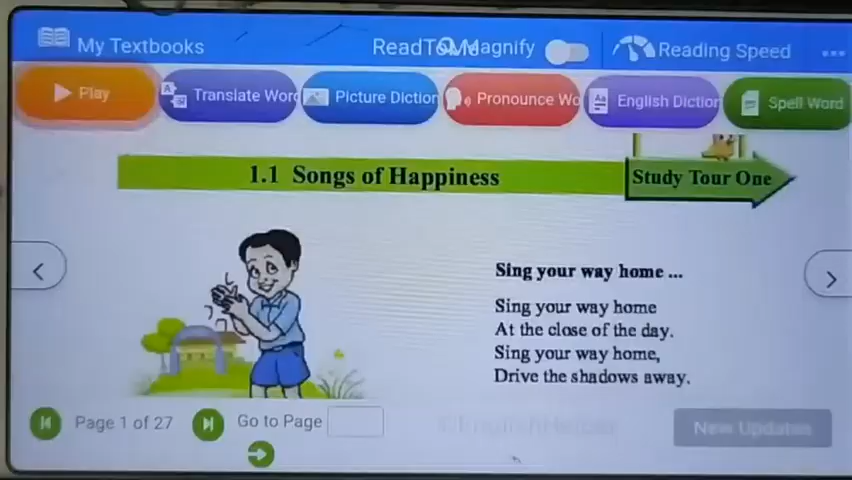 My Textbooks
ReadToMe
Magnify
Reading Speed
Play
Translate Word
Picture Diction
Pronounce Wo
English Diction
Spell Word
1.1 Songs of Happiness
Study Tour One
Sing your way home ...
Sing your way home
At the close of the day.
Sing your way home,
Drive the shadows away.
Page 1 of 27
Go to Page
New Updates